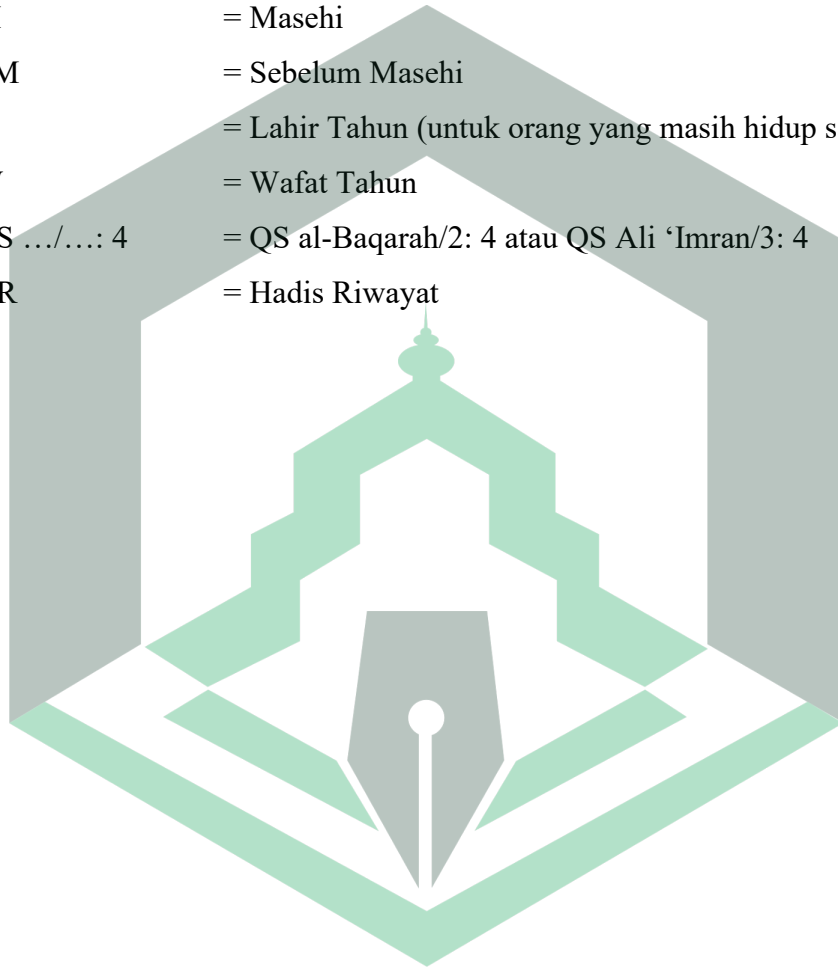 = Masehi
M = Sebelum Masehi
= Lahir Tahun (untuk orang yang masih hidup s
= Wafat Tahun
S …/…: 4 = QS al-Baqarah/2: 4 atau QS Ali ‘Imran/3: 4
R = Hadis Riwayat